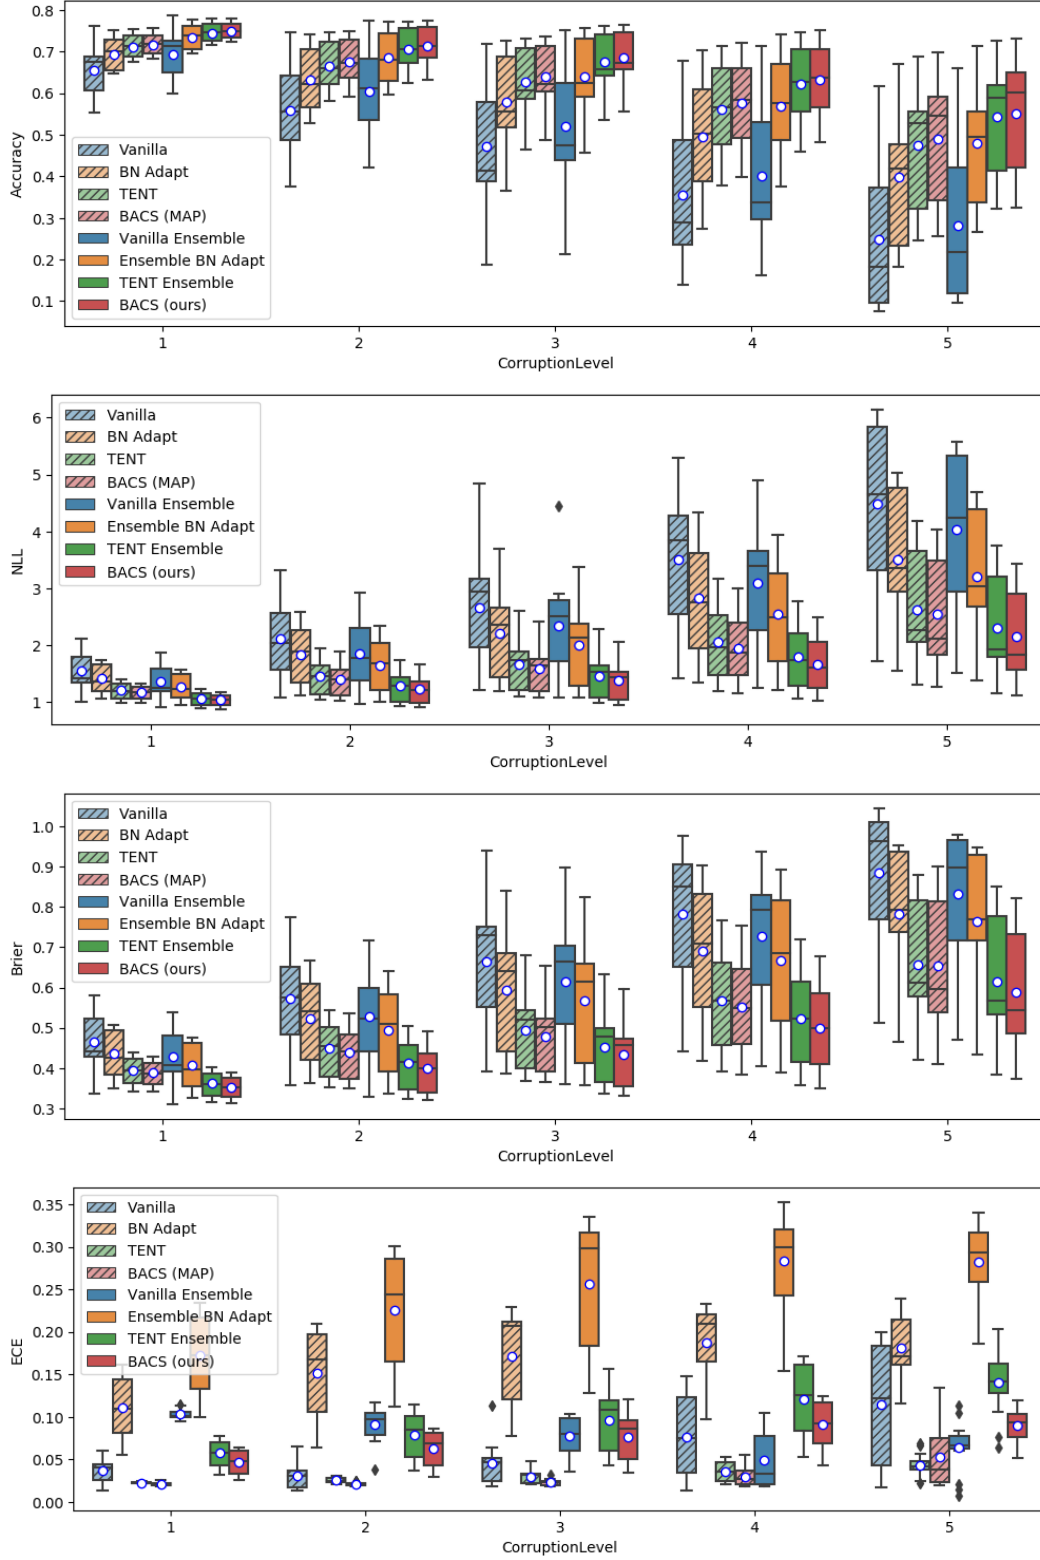 0.8
0.7
0.6
0.5
0.4
0.3
0.2
0.1
Accuracy
Vanilla
BN Adapt
TENT
BACS (MAP)
Vanilla Ensemble
Ensemble BN Adapt
TENT Ensemble
BACS (ours)
1 2 3 4 5
CorruptionLevel
6
5
4
3
2
1
NLL
Vanilla
BN Adapt
TENT
BACS (MAP)
Vanilla Ensemble
Ensemble BN Adapt
TENT Ensemble
BACS (ours)
1 2 3 4 5
CorruptionLevel
1.0
0.9
0.8
0.7
0.6
0.5
0.4
0.3
Brier
Vanilla
BN Adapt
TENT
BACS (MAP)
Vanilla Ensemble
Ensemble BN Adapt
TENT Ensemble
BACS (ours)
1 2 3 4 5
CorruptionLevel
0.35
0.30
0.25
0.20
0.15
0.10
0.05
0.00
ECE
Vanilla
BN Adapt
TENT
BACS (MAP)
Vanilla Ensemble
Ensemble BN Adapt
TENT Ensemble
BACS (ours)
1 2 3 4 5
CorruptionLevel